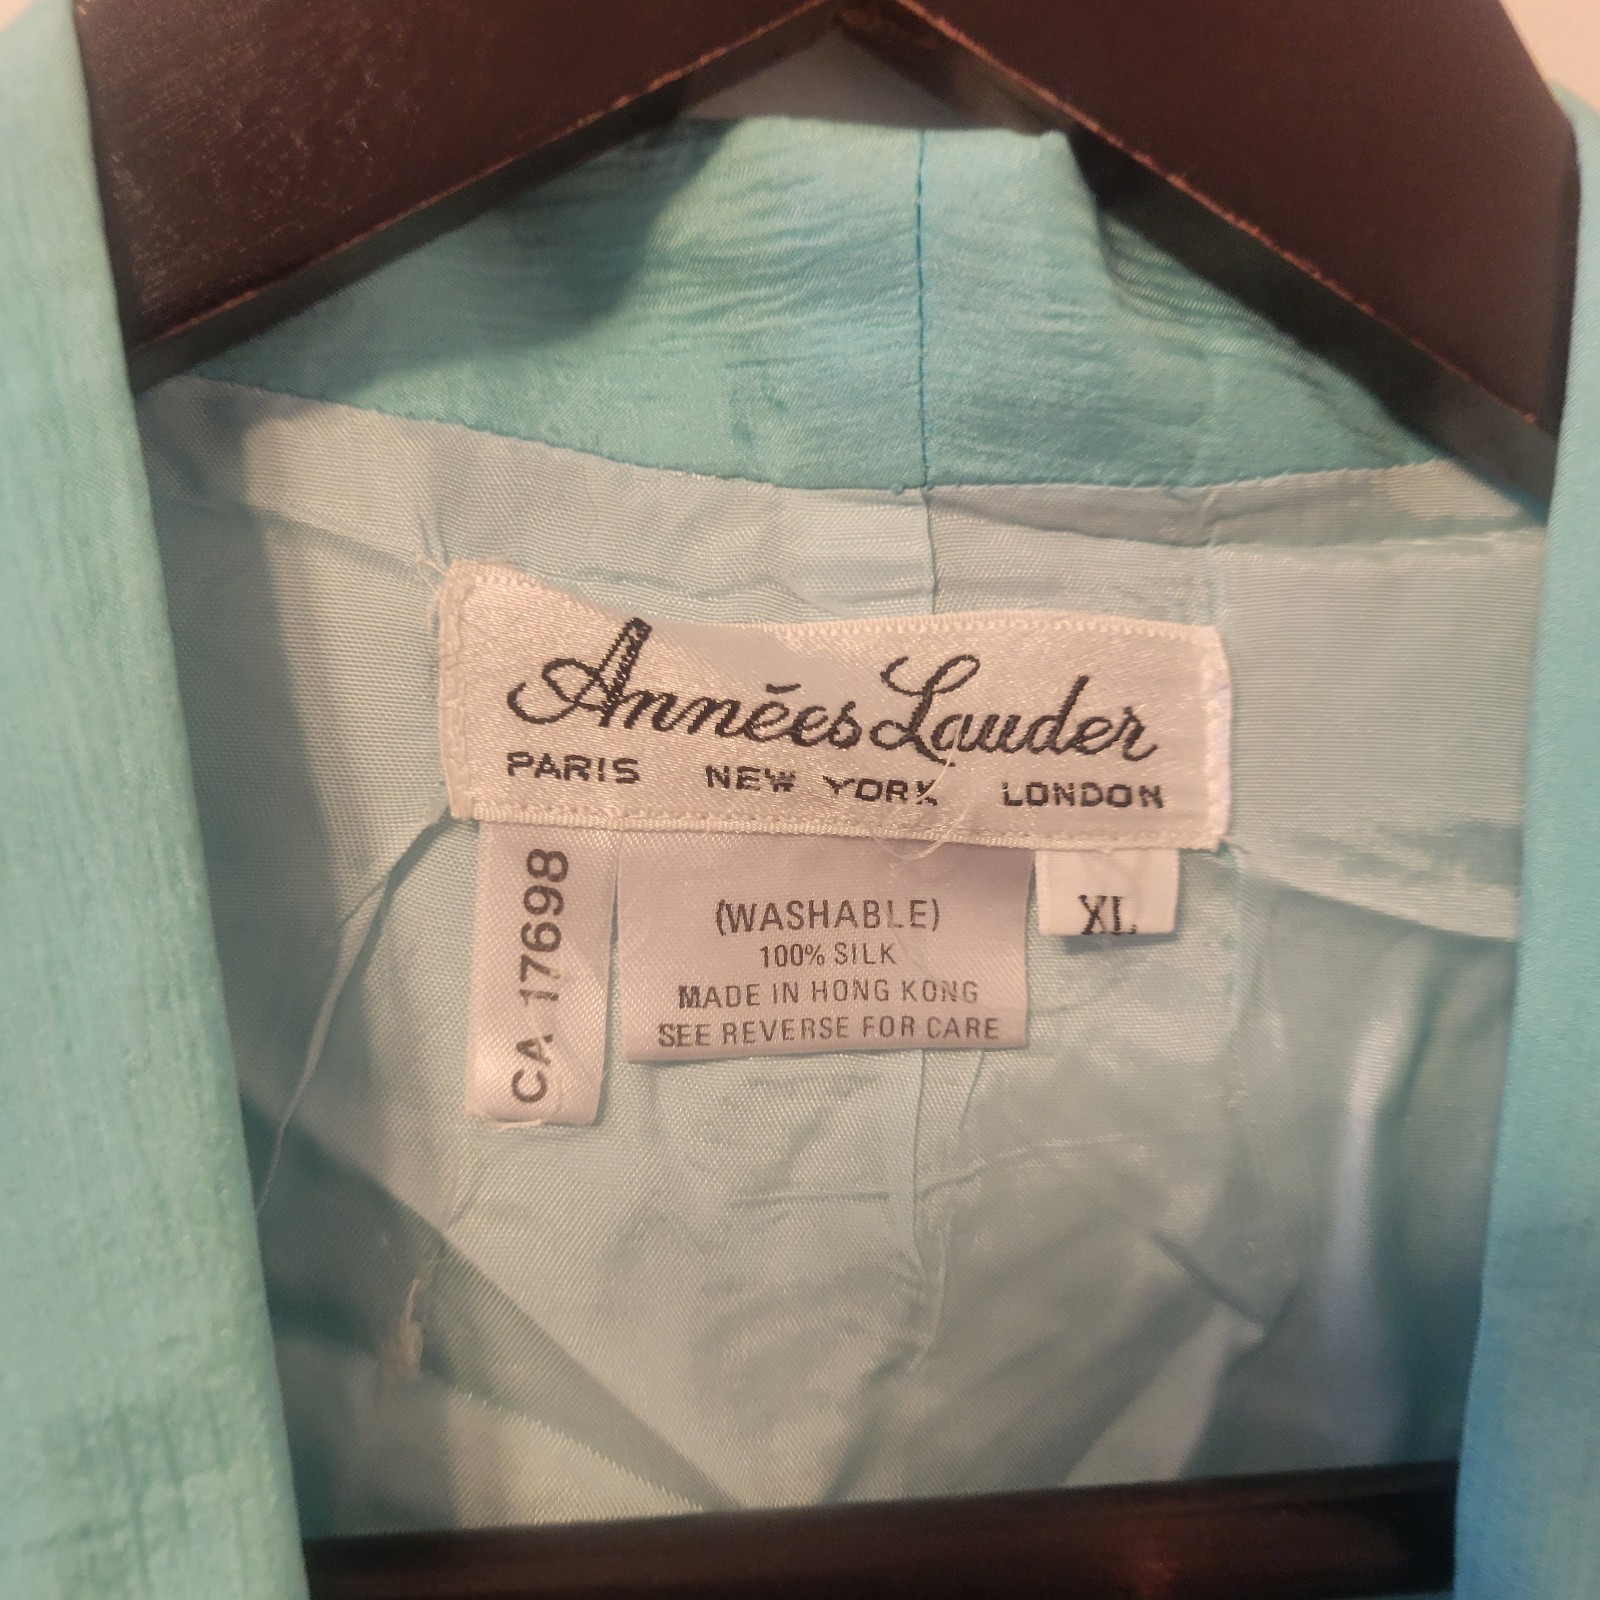 Annēes Lauder
PARIS NEW YORK LONDON
CA 17698
(WASHABLE)
100% SILK
MADE IN HONG KONG
SEE REVERSE FOR CARE
XL